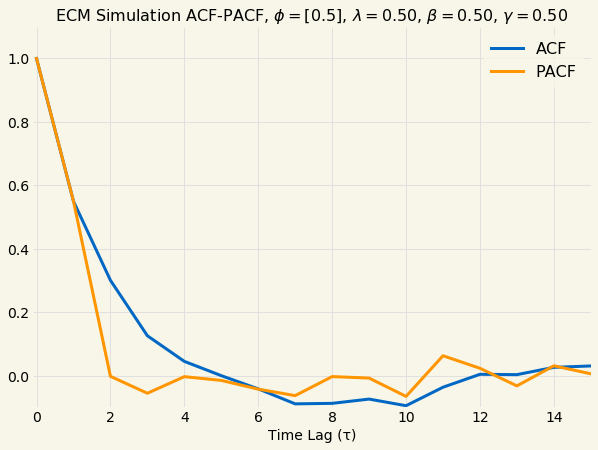 ECM Simulation ACF-PACF, ϕ = [0.5], λ = 0.50, β = 0.50, γ = 0.50
ACF
PACF
1.0
0.8
0.6
0.4
0.2
0.0
0 2 4 6 8 10 12 14
Time Lag (τ)